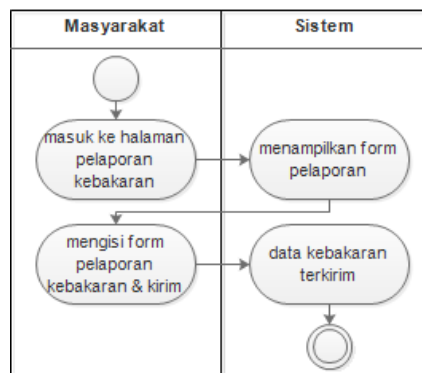 Masyarakat
Sistem
masuk ke halaman
pelaporan
kebakaran
menampilkan form
pelaporan
mengisi form
pelaporan
kebakaran & kirim
data kebakaran
terkirim